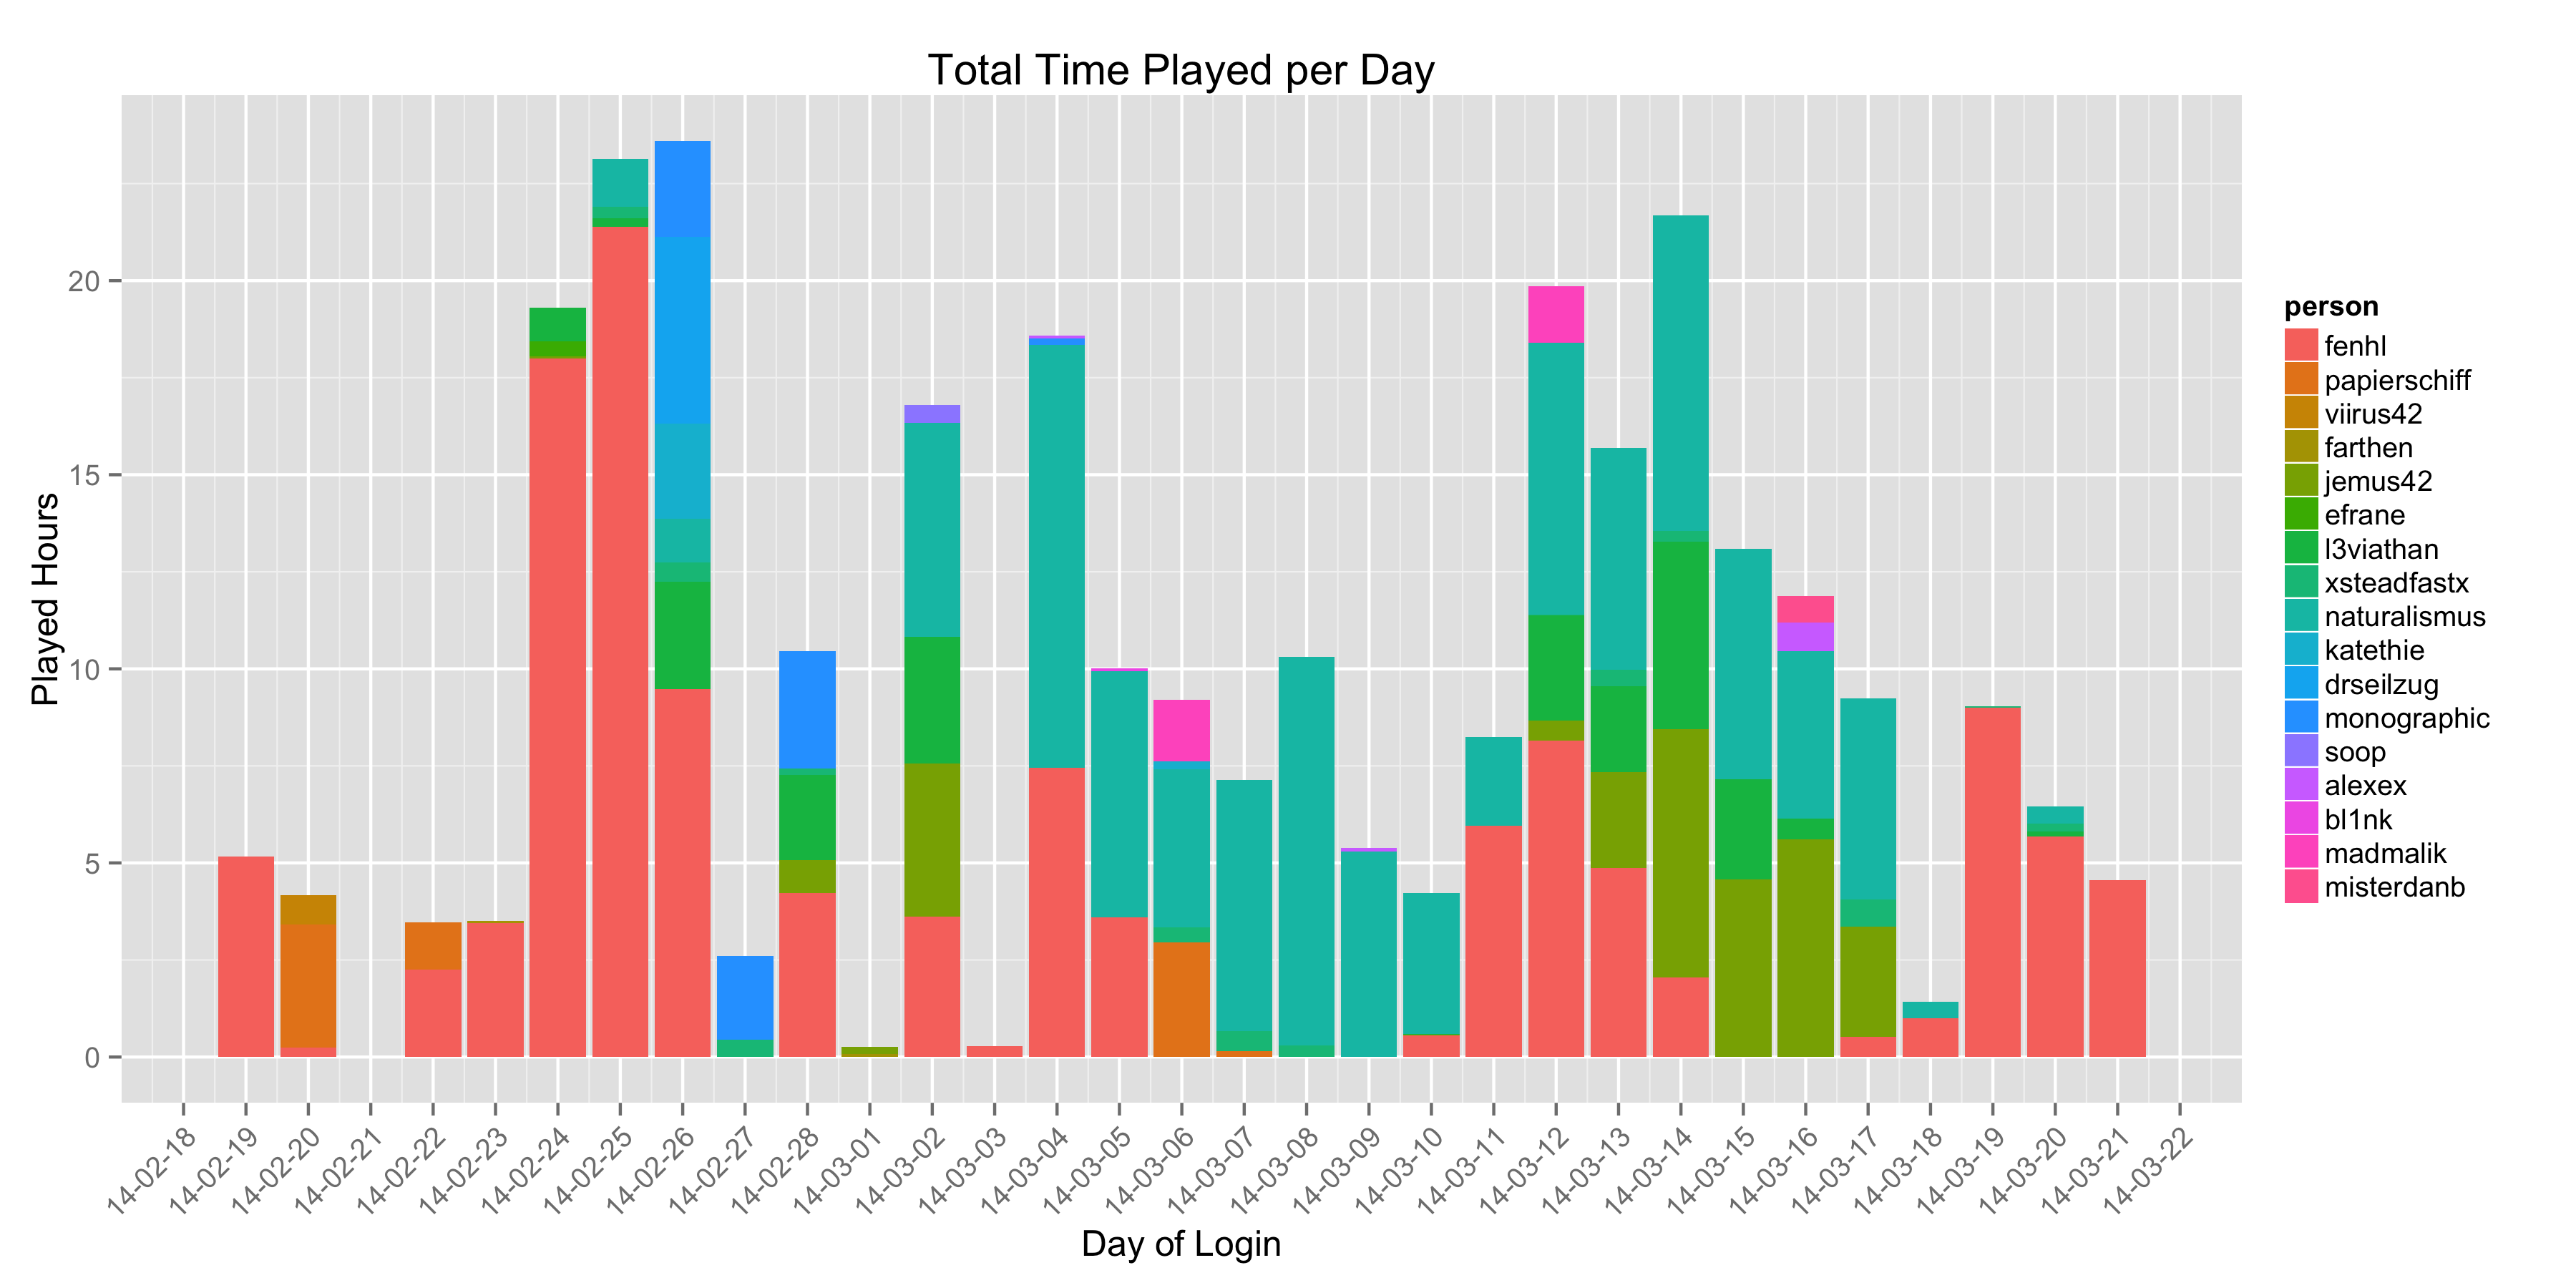 Total Time Played per Day
Played Hours
20
15
10
5
0
14-02-18
14-02-19
14-02-20
14-02-21
14-02-22
14-02-23
14-02-24
14-02-25
14-02-26
14-02-27
14-02-28
14-03-01
14-03-02
14-03-03
14-03-04
14-03-05
14-03-06
14-03-07
14-03-08
14-03-09
14-03-10
14-03-11
14-03-12
14-03-13
14-03-14
14-03-15
14-03-16
14-03-17
14-03-18
14-03-19
14-03-20
14-03-21
14-03-22
Day of Login
person
fenhl
papierschiff
viirus42
farthen
jemus42
efrane
l3viathan
xsteadfastx
naturalismus
katethie
drseilzug
monographic
soop
alexex
bl1nk
madmalik
misterdanb